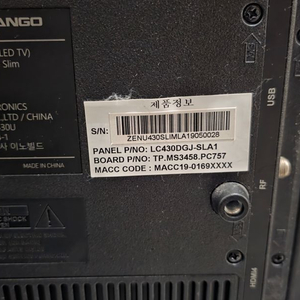 ANGO
LED TV)
Slim
RONICS
LTD / CHINA
30U
-1
사 이노빌드
MADE IN CHINA
제품정보
S/N:
ZENU430SLIMLA19050028
PANEL P/NO: LC430DGJ-SLA1
BOARD P/NO: TP.MS3458.PC757
MACC CODE : MACC19-0169XXXX
USB
RF
HDMI